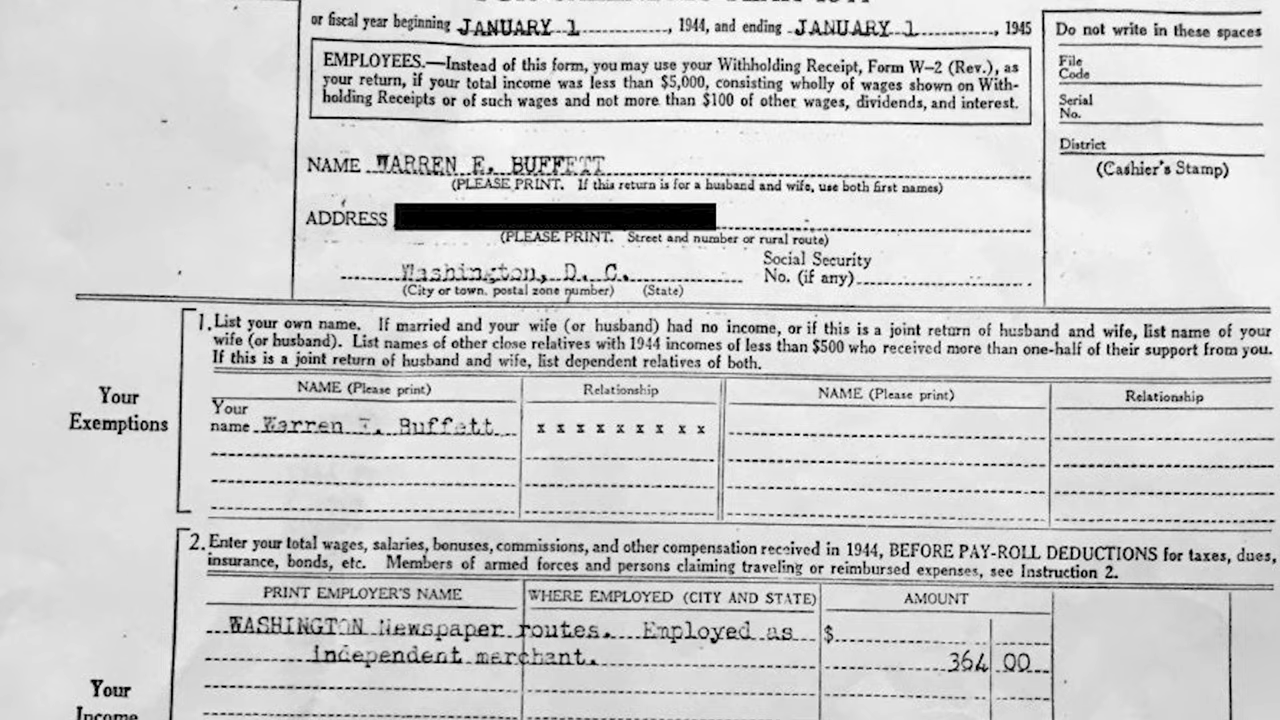 or fiscal year beginning JANUARY 1, 1944, and ending JANUARY 1, 1945
Do not write in these spaces
File
Code
Serial
No.
District
(Cashier's Stamp)
EMPLOYEES.—Instead of this form, you may use your Withholding Receipt, Form W-2 (Rev.), as
your return, if your total income was less than $5,000, consisting wholly of wages shown on With-
holding Receipts or of such wages and not more than $100 of other wages, dividends, and interest.
NAME WARREN E. BUFFETT
(PLEASE PRINT. If this return is for a husband and wife, use both first names)
ADDRESS
(PLEASE PRINT. Street and number or rural route)
Washington, D. C.
Social Security
No. (if any)
(City or town, postal zone number) (State)
Your
Exemptions
1. List your own name. If married and your wife (or husband) had no income, or if this is a joint return of husband and wife, list name of your
wife (or husband). List names of other close relatives with 1944 incomes of less than $500 who received more than one-half of their support from you.
If this is a joint return of husband and wife, list dependent relatives of both.
NAME (Please print) Relationship NAME (Please print) Relationship
Your
name Warren E. Buffett x x x x x x x x x
Your
Income
2. Enter your total wages, salaries, bonuses, commissions, and other compensation received in 1944, BEFORE PAY-ROLL DEDUCTIONS for taxes, dues,
insurance, bonds, etc. Members of armed forces and persons claiming traveling or reimbursed expenses, see Instruction 2.
PRINT EMPLOYER'S NAME WHERE EMPLOYED (CITY AND STATE) AMOUNT
WASHINGTON Newspaper routes. Employed as $
independent merchant. 364 00